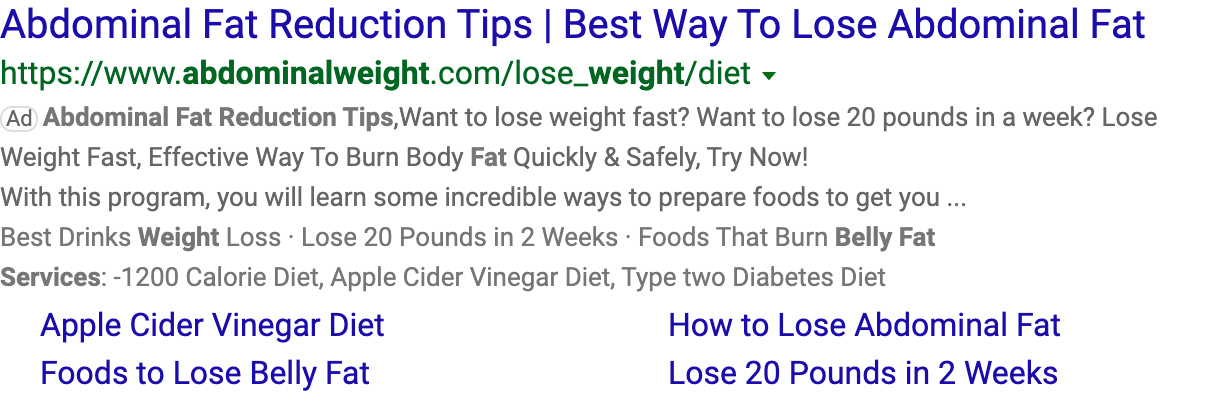 Abdominal Fat Reduction Tips | Best Way To Lose Abdominal Fat
https://www.abdominalweight.com/lose_weight/diet
Ad Abdominal Fat Reduction Tips,Want to lose weight fast? Want to lose 20 pounds in a week? Lose
Weight Fast, Effective Way To Burn Body Fat Quickly & Safely, Try Now!
With this program, you will learn some incredible ways to prepare foods to get you ...
Best Drinks Weight Loss · Lose 20 Pounds in 2 Weeks · Foods That Burn Belly Fat
Services: -1200 Calorie Diet, Apple Cider Vinegar Diet, Type two Diabetes Diet
Apple Cider Vinegar Diet How to Lose Abdominal Fat
Foods to Lose Belly Fat Lose 20 Pounds in 2 Weeks